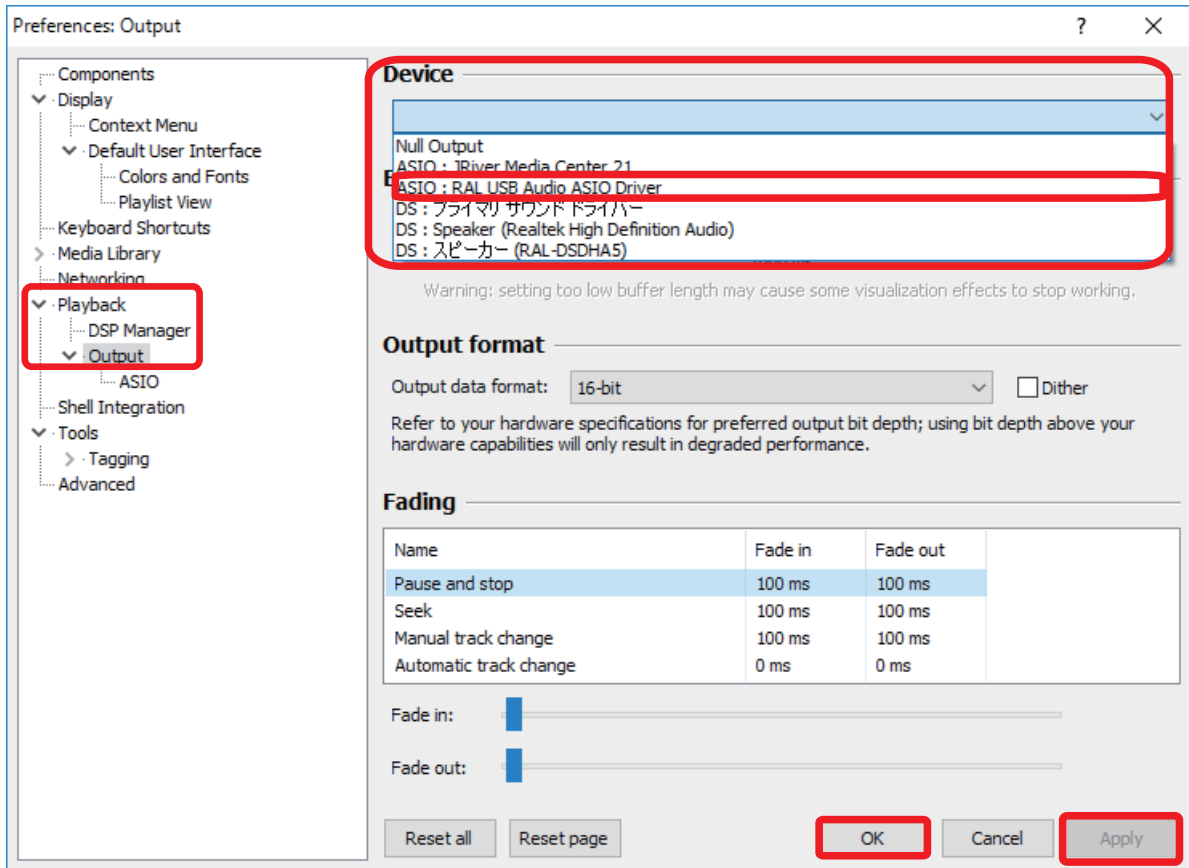 Preferences: Output
?
Components
Display
Context Menu
Default User Interface
Colors and Fonts
Playlist View
Keyboard Shortcuts
Media Library
Networking
Playback
DSP Manager
Output
ASIO
Shell Integration
Tools
Tagging
Advanced
Device
Null Output
ASIO : JRiver Media Center 21
ASIO : RAL USB Audio ASIO Driver
DS : プライマリ サウンド ドライバー
DS : Speaker (Realtek High Definition Audio)
DS : スピーカー (RAL-DSDHA5)
Warning: setting too low buffer length may cause some visualization effects to stop working.
Output format
Output data format: 16-bit Dither
Refer to your hardware specifications for preferred output bit depth; using bit depth above your
hardware capabilities will only result in degraded performance.
Fading
Name Fade in Fade out
Pause and stop 100 ms 100 ms
Seek 100 ms 100 ms
Manual track change 100 ms 100 ms
Automatic track change 0 ms 0 ms
Fade in:
Fade out:
Reset all Reset page OK Cancel Apply